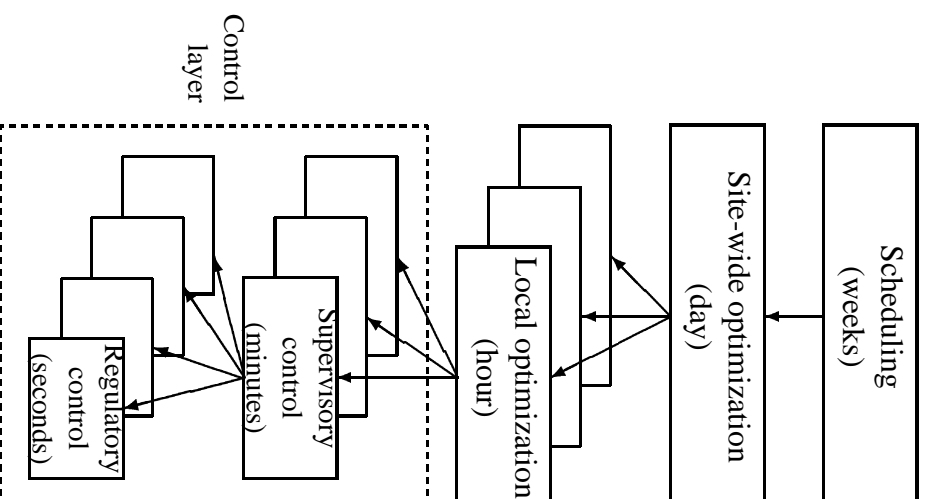 Scheduling
(weeks)
Site-wide optimization
(day)
Local optimization
(hour)
Supervisory
control
(minutes)
Regulatory
control
(seconds)
Control
layer